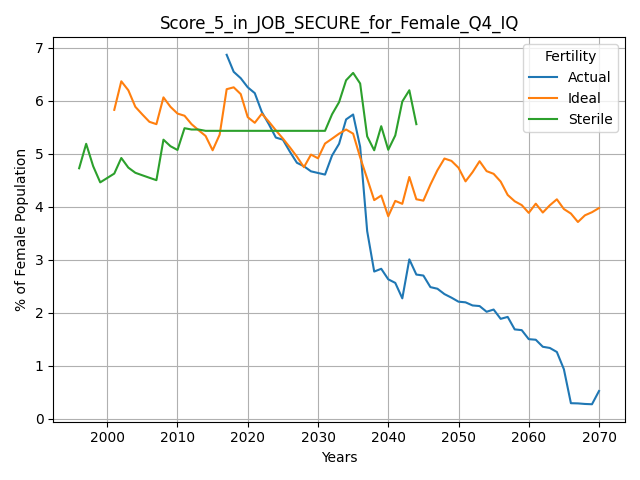 Score_5_in_JOB_SECURE_for_Female_Q4_IQ
% of Female Population
7
6
5
4
3
2
1
0
Fertility
Actual
Ideal
Sterile
2000 2010 2020 2030 2040 2050 2060 2070
Years